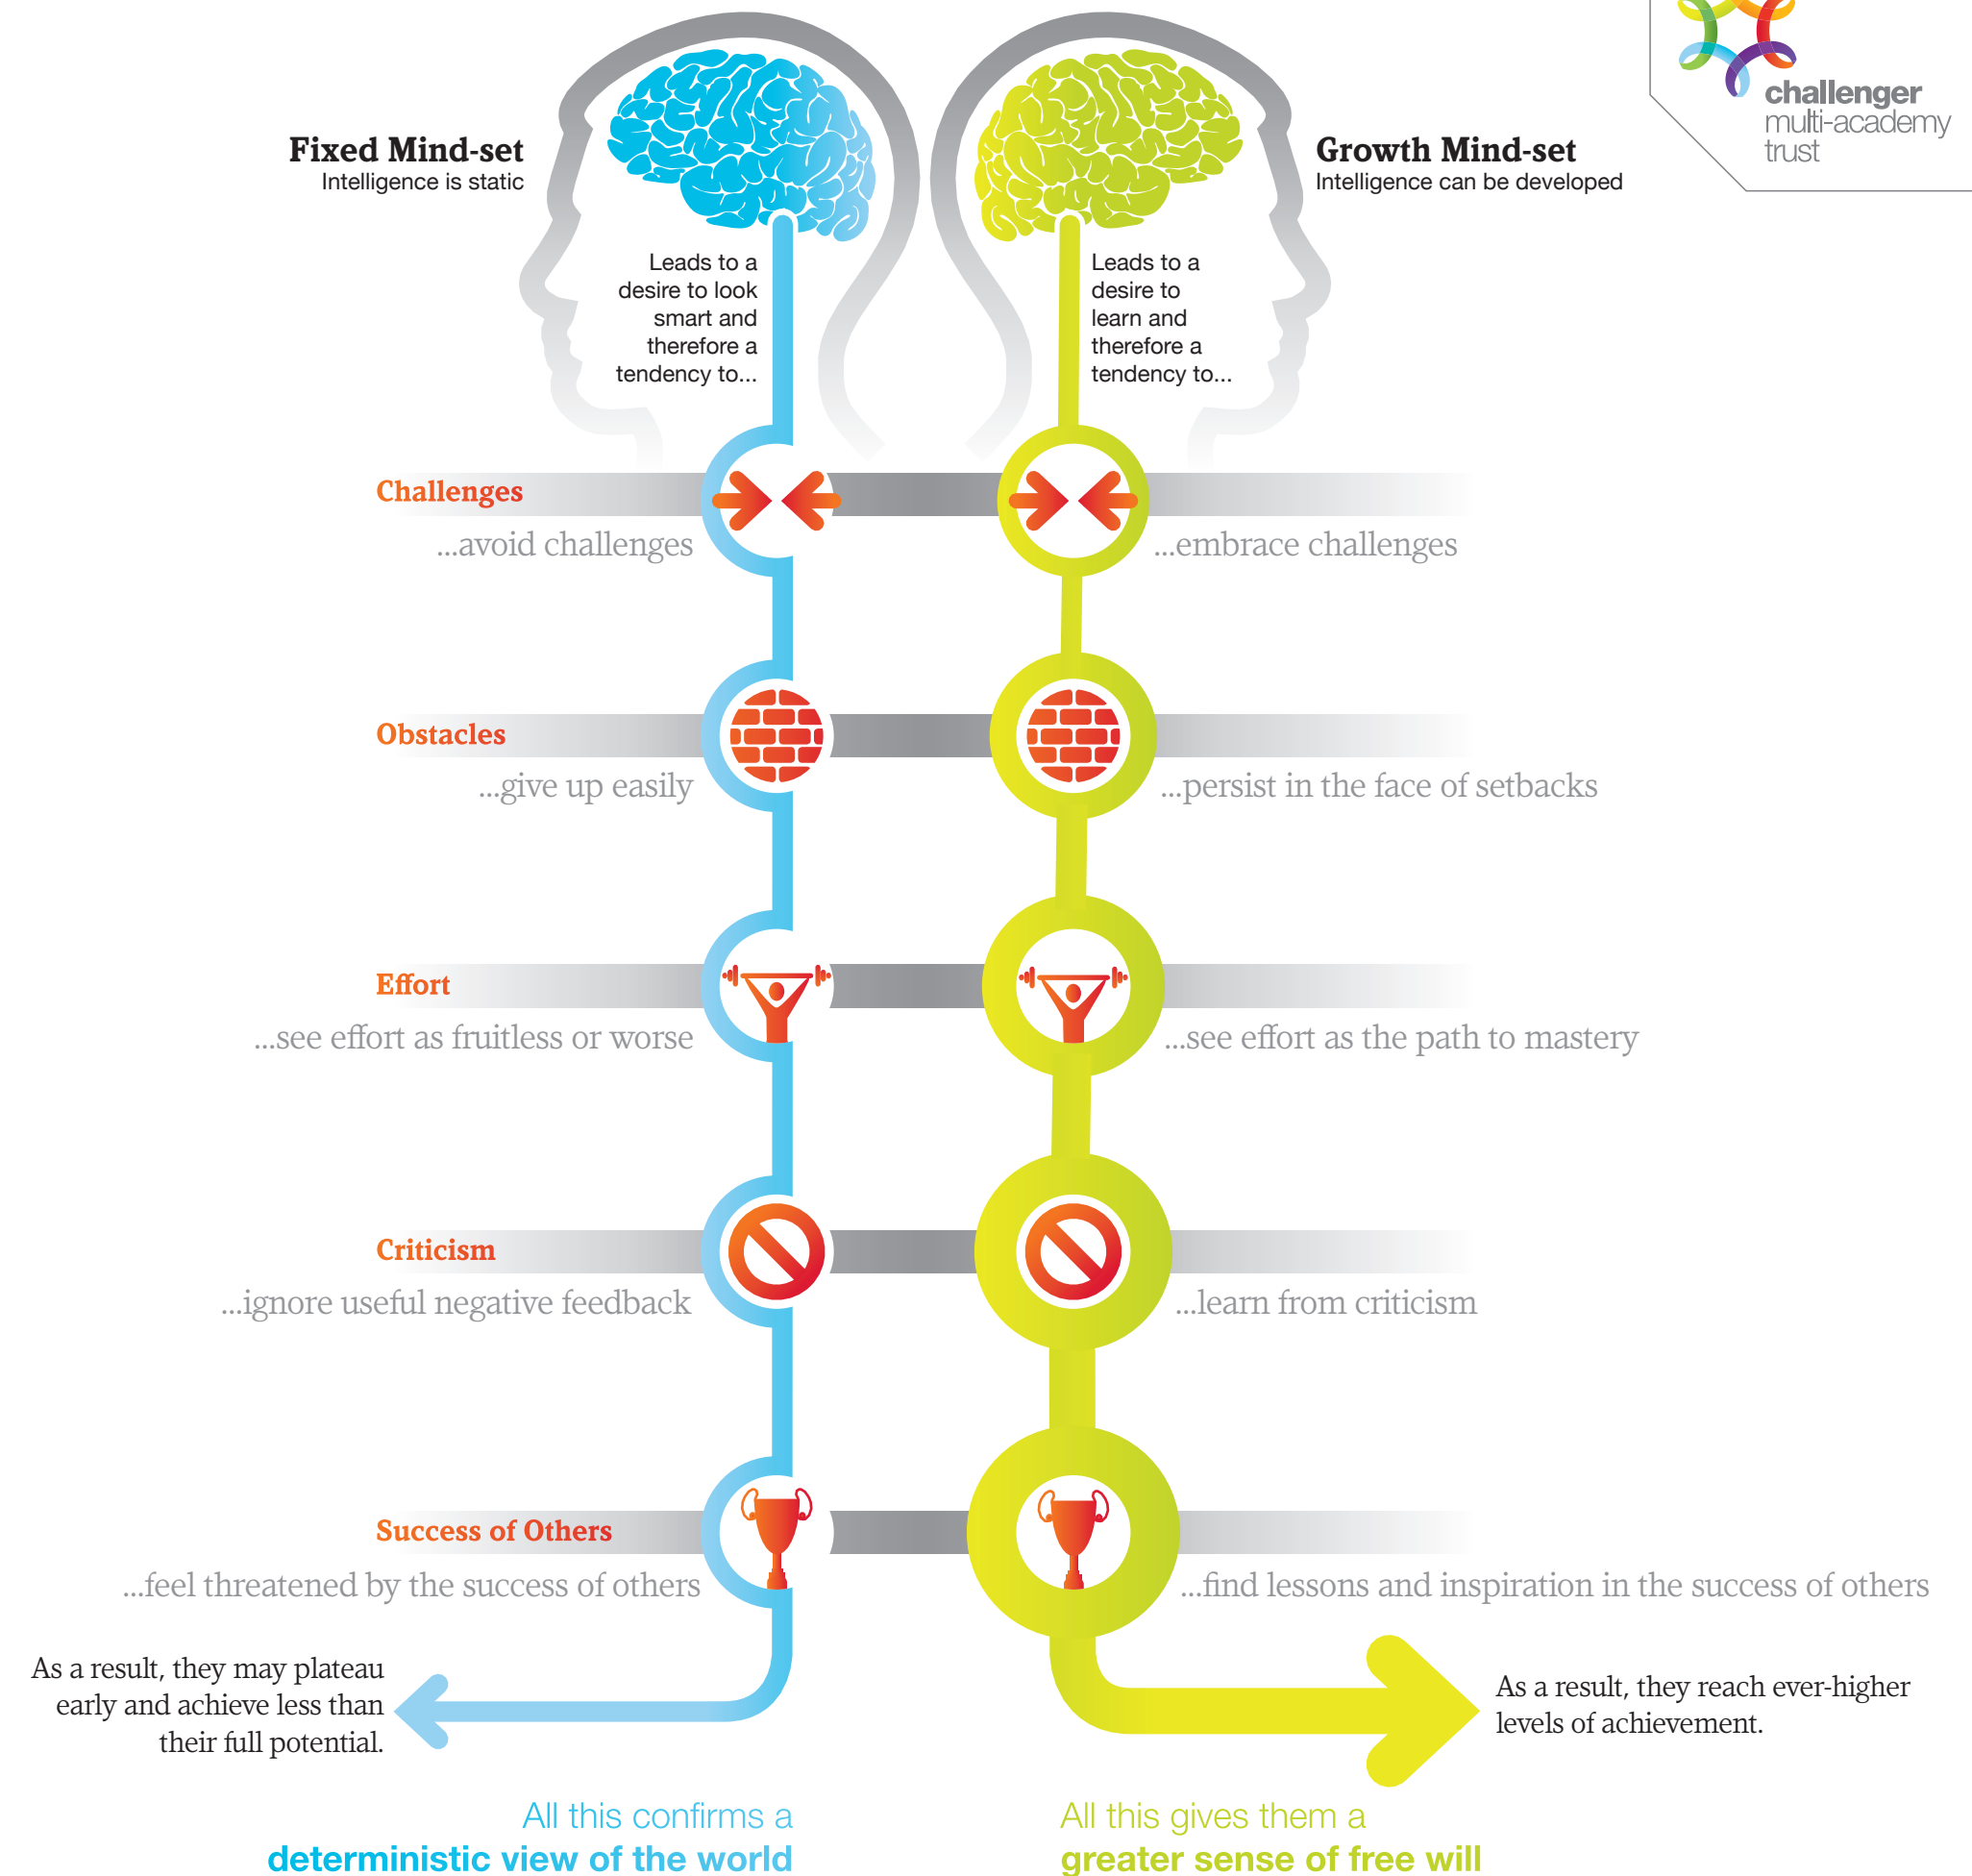 challenger
multi-academy
trust
Fixed Mind-set
Intelligence is static
Growth Mind-set
Intelligence can be developed
Leads to a
desire to look
smart and
therefore a
tendency to...
Leads to a
desire to
learn and
therefore a
tendency to...
Challenges
...avoid challenges
...embrace challenges
Obstacles
...give up easily
...persist in the face of setbacks
Effort
...see effort as fruitless or worse
...see effort as the path to mastery
Criticism
...ignore useful negative feedback
...learn from criticism
Success of Others
...feel threatened by the success of others
...find lessons and inspiration in the success of others
As a result, they may plateau
early and achieve less than
their full potential.
As a result, they reach ever-higher
levels of achievement.
All this confirms a
deterministic view of the world
All this gives them a
greater sense of free will